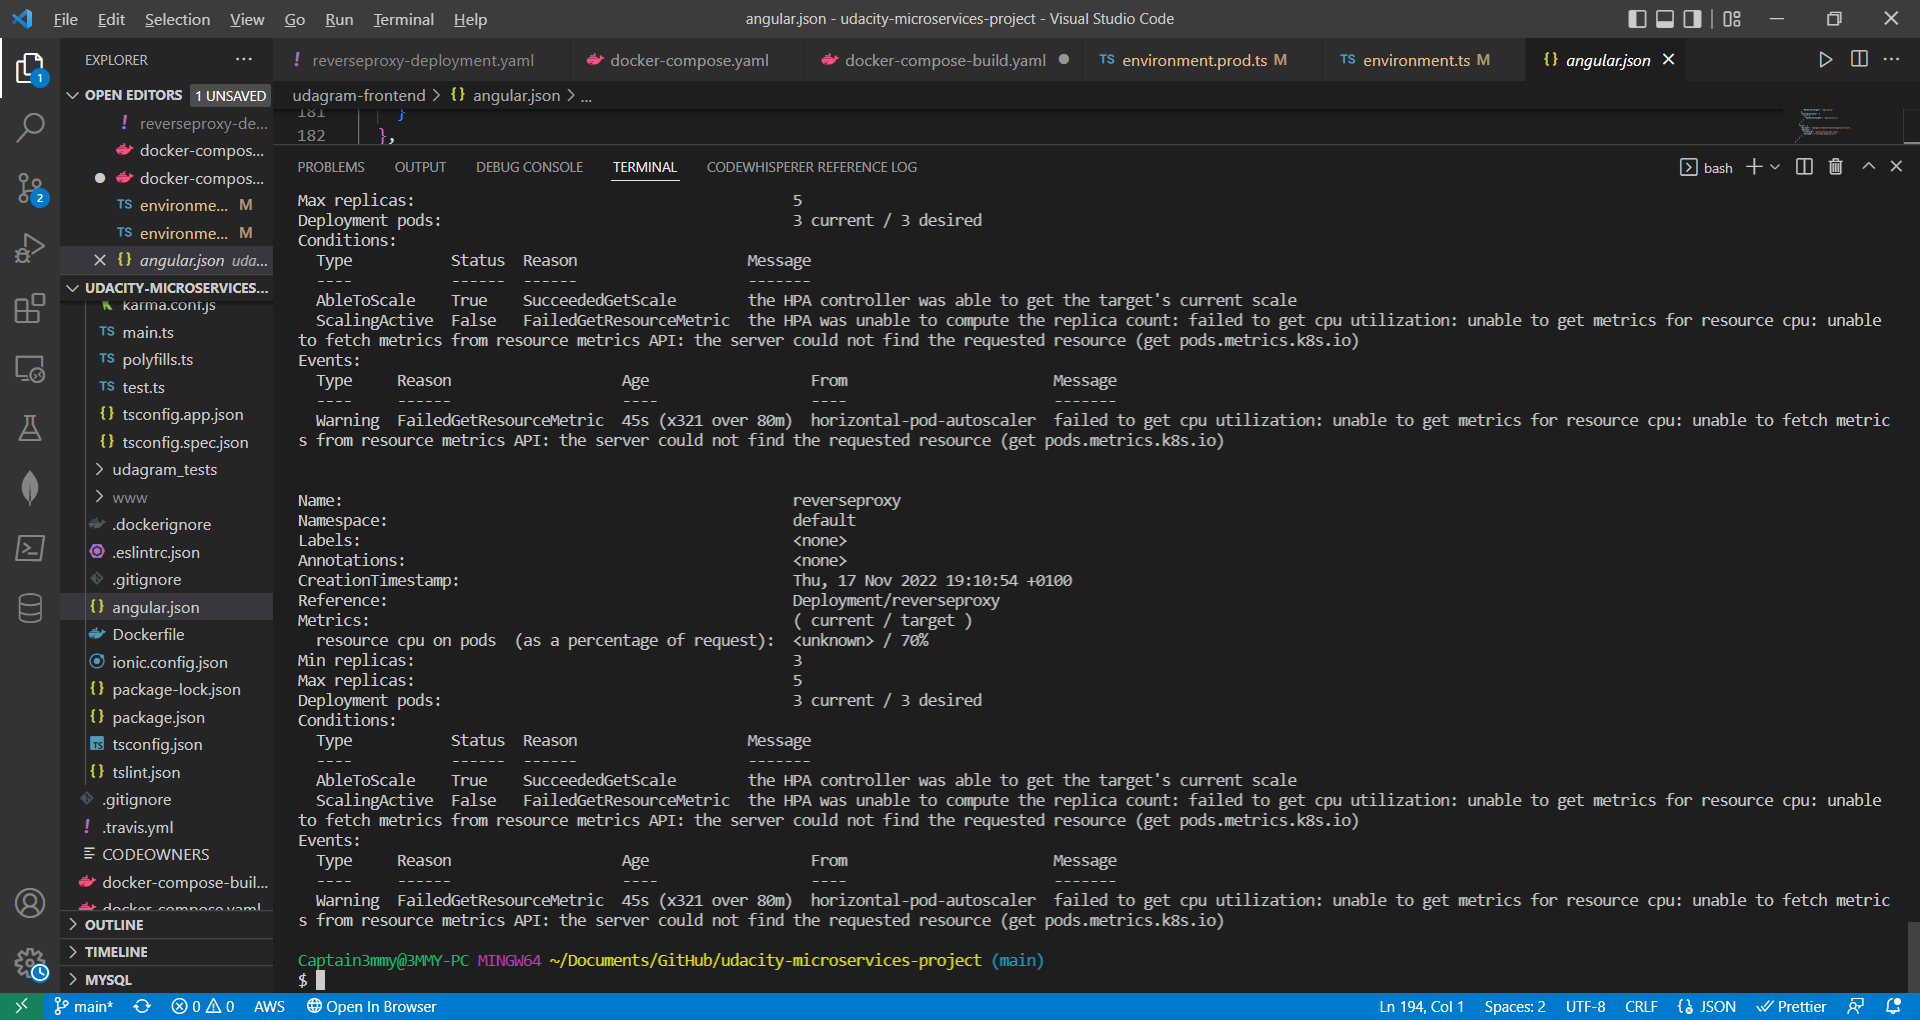 File Edit Selection View Go Run Terminal Help angular.json - udacity-microservices-project - Visual Studio Code
EXPLORER ...
reverseproxy-deployment.yaml docker-compose.yaml docker-compose-build.yaml TS environment.prod.ts M TS environment.ts M {} angular.json
OPEN EDITORS 1 UNSAVED
! reverseproxy-de...
docker-compos...
docker-compos...
TS environme... M
TS environme... M
{} angular.json uda...
UDACITY-MICROSERVICES...
karma.conf.js
TS main.ts
TS polyfills.ts
TS test.ts
{} tsconfig.app.json
{} tsconfig.spec.json
udagram_tests
www
.dockerignore
.eslintrc.json
.gitignore
{} angular.json
Dockerfile
ionic.config.json
{} package-lock.json
{} package.json
TS tsconfig.json
{} tslint.json
.gitignore
! .travis.yml
CODEOWNERS
docker-compose-buil...
docker-compose.yaml
OUTLINE
TIMELINE
MYSQL
1
2
udagram-frontend > {} angular.json > ...
181 }
182 },
PROBLEMS OUTPUT DEBUG CONSOLE TERMINAL CODEWHISPERER REFERENCE LOG bash
Max replicas: 5
Deployment pods: 3 current / 3 desired
Conditions:
Type Status Reason Message
---- ------ ------ -------
AbleToScale True SucceededGetScale the HPA controller was able to get the target's current scale
ScalingActive False FailedGetResourceMetric the HPA was unable to compute the replica count: failed to get cpu utilization: unable to get metrics for resource cpu: unable
to fetch metrics from resource metrics API: the server could not find the requested resource (get pods.metrics.k8s.io)
Events:
Type Reason Age From Message
---- ------ ---- ---- -------
Warning FailedGetResourceMetric 45s (x321 over 80m) horizontal-pod-autoscaler failed to get cpu utilization: unable to get metrics for resource cpu: unable to fetch metric
s from resource metrics API: the server could not find the requested resource (get pods.metrics.k8s.io)
Name: reverseproxy
Namespace: default
Labels: <none>
Annotations: <none>
CreationTimestamp: Thu, 17 Nov 2022 19:10:54 +0100
Reference: Deployment/reverseproxy
Metrics: ( current / target )
resource cpu on pods (as a percentage of request): <unknown> / 70%
Min replicas: 3
Max replicas: 5
Deployment pods: 3 current / 3 desired
Conditions:
Type Status Reason Message
---- ------ ------ -------
AbleToScale True SucceededGetScale the HPA controller was able to get the target's current scale
ScalingActive False FailedGetResourceMetric the HPA was unable to compute the replica count: failed to get cpu utilization: unable to get metrics for resource cpu: unable
to fetch metrics from resource metrics API: the server could not find the requested resource (get pods.metrics.k8s.io)
Events:
Type Reason Age From Message
---- ------ ---- ---- -------
Warning FailedGetResourceMetric 45s (x321 over 80m) horizontal-pod-autoscaler failed to get cpu utilization: unable to get metrics for resource cpu: unable to fetch metric
s from resource metrics API: the server could not find the requested resource (get pods.metrics.k8s.io)
Captain3mmy@3MMY-PC MINGW64 ~/Documents/GitHub/udacity-microservices-project (main)
$
main* 0 0 AWS Open In Browser Ln 194, Col 1 Spaces: 2 UTF-8 CRLF {} JSON Prettier